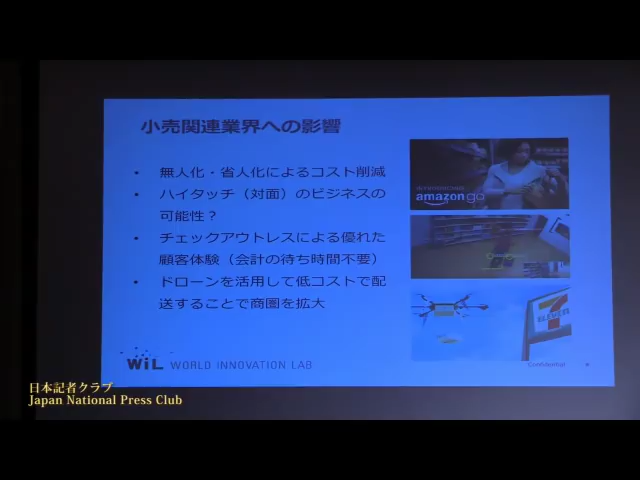 小売関連業界への影響
• 無人化・省人化によるコスト削減
• ハイタッチ（対面）のビジネスの
可能性？
• チェックアウトレスによる優れた
顧客体験（会計の待ち時間不要）
• ドローンを活用して低コストで配
送することで商圏を拡大
amazon go
7
ELEVEN
WiL WORLD INNOVATION LAB
Confidential
日本記者クラブ
Japan National Press Club